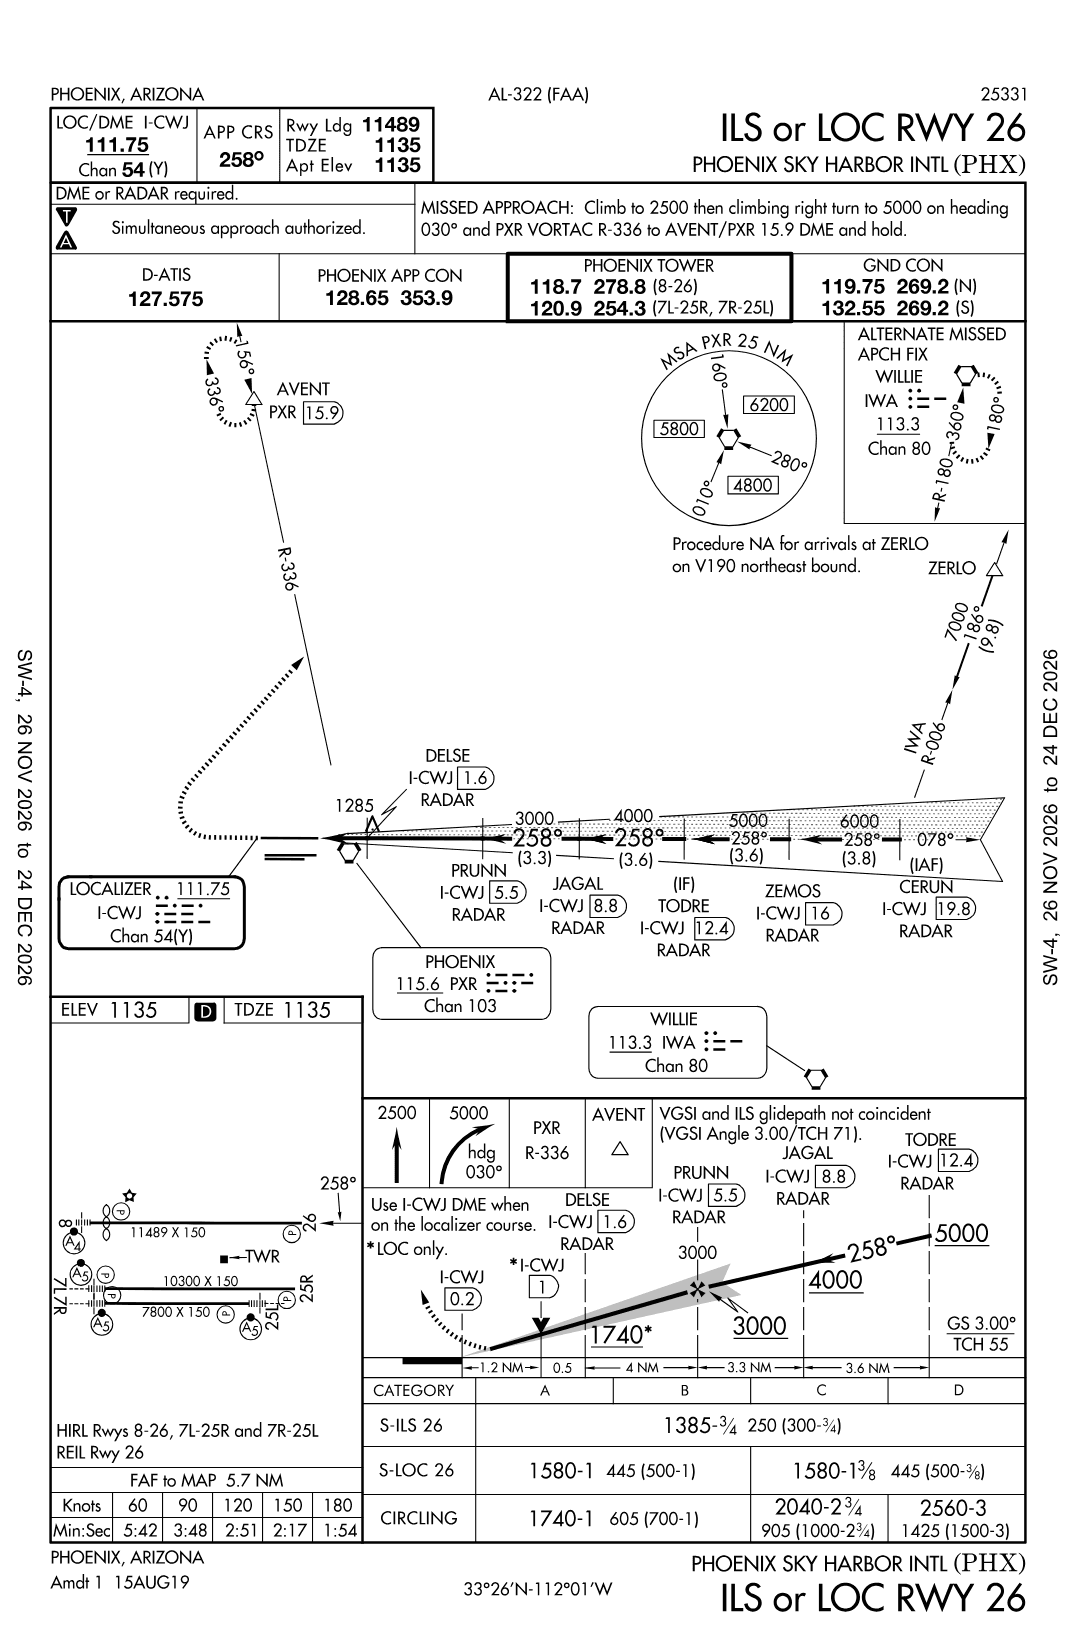 PHOENIX, ARIZONA
AL-322 (FAA)
25331
LOC/DME I-CWJ
111.75
Chan 54 (Y)
APP CRS
258°
Rwy Ldg 11489
TDZE 1135
Apt Elev 1135
ILS or LOC RWY 26
PHOENIX SKY HARBOR INTL (PHX)
DME or RADAR required.
T
A
Simultaneous approach authorized.
MISSED APPROACH: Climb to 2500 then climbing right turn to 5000 on heading
030° and PXR VORTAC R-336 to AVENT/PXR 15.9 DME and hold.
D-ATIS
127.575
PHOENIX APP CON
128.65 353.9
PHOENIX TOWER
118.7 278.8 (8-26)
120.9 254.3 (7L-25R, 7R-25L)
GND CON
119.75 269.2 (N)
132.55 269.2 (S)
156°
336°
AVENT
PXR 15.9
R-336
MSA PXR 25 NM
160°
6200
5800
280°
4800
010°
ALTERNATE MISSED
APCH FIX
WILLIE
IWA
113.3
Chan 80
360°
180°
R-180
Procedure NA for arrivals at ZERLO
on V190 northeast bound.
ZERLO
7000
186°
(9.8)
IWA
R-006
DELSE
I-CWJ 1.6
RADAR
1285
3000
258°
(3.3)
4000
258°
(3.6)
5000
258°
(3.6)
6000
258°
(3.8)
078°
PRUNN
I-CWJ 5.5
RADAR
JAGAL
I-CWJ 8.8
RADAR
(IF)
TODRE
I-CWJ 12.4
RADAR
ZEMOS
I-CWJ 16
RADAR
(IAF)
CERUN
I-CWJ 19.8
RADAR
LOCALIZER 111.75
I-CWJ
Chan 54(Y)
PHOENIX
115.6 PXR
Chan 103
WILLIE
113.3 IWA
Chan 80
SW-4, 26 NOV 2026 to 24 DEC 2026
SW-4, 26 NOV 2026 to 24 DEC 2026
ELEV 1135
D
TDZE 1135
258°
8
26
P
P
11489 X 150
A4
TWR
A5
P
10300 X 150
7L
7R
25R
P
7800 X 150
P
25L
A5
A5
HIRL Rwys 8-26, 7L-25R and 7R-25L
REIL Rwy 26
FAF to MAP 5.7 NM
Knots 60 90 120 150 180
Min:Sec 5:42 3:48 2:51 2:17 1:54
2500
5000
hdg
030°
PXR
R-336
AVENT
VGSI and ILS glidepath not coincident
(VGSI Angle 3.00/TCH 71).
Use I-CWJ DME when
on the localizer course.
*LOC only.
I-CWJ
0.2
*I-CWJ
1
DELSE
I-CWJ 1.6
RADAR
PRUNN
I-CWJ 5.5
RADAR
JAGAL
I-CWJ 8.8
RADAR
TODRE
I-CWJ 12.4
RADAR
3000
258°
5000
4000
3000
1740*
GS 3.00°
TCH 55
1.2 NM
0.5
4 NM
3.3 NM
3.6 NM
CATEGORY A B C D
S-ILS 26 1385-¾ 250 (300-¾)
S-LOC 26 1580-1 445 (500-1) 1580-1⅜ 445 (500-⅜)
CIRCLING 1740-1 605 (700-1) 2040-2¾ 905 (1000-2¾) 2560-3 1425 (1500-3)
PHOENIX, ARIZONA
Amdt 1 15AUG19
33°26'N-112°01'W
PHOENIX SKY HARBOR INTL (PHX)
ILS or LOC RWY 26